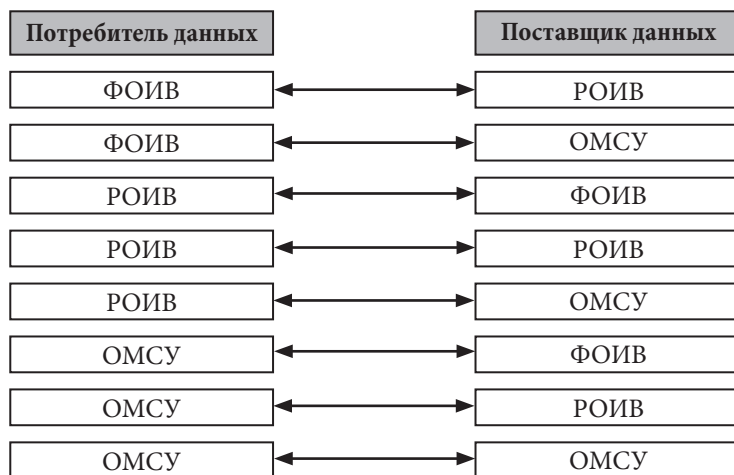 Потребитель данных Поставщик данных
ФОИВ РОИВ
ФОИВ ОМСУ
РОИВ ФОИВ
РОИВ РОИВ
РОИВ ОМСУ
ОМСУ ФОИВ
ОМСУ РОИВ
ОМСУ ОМСУ